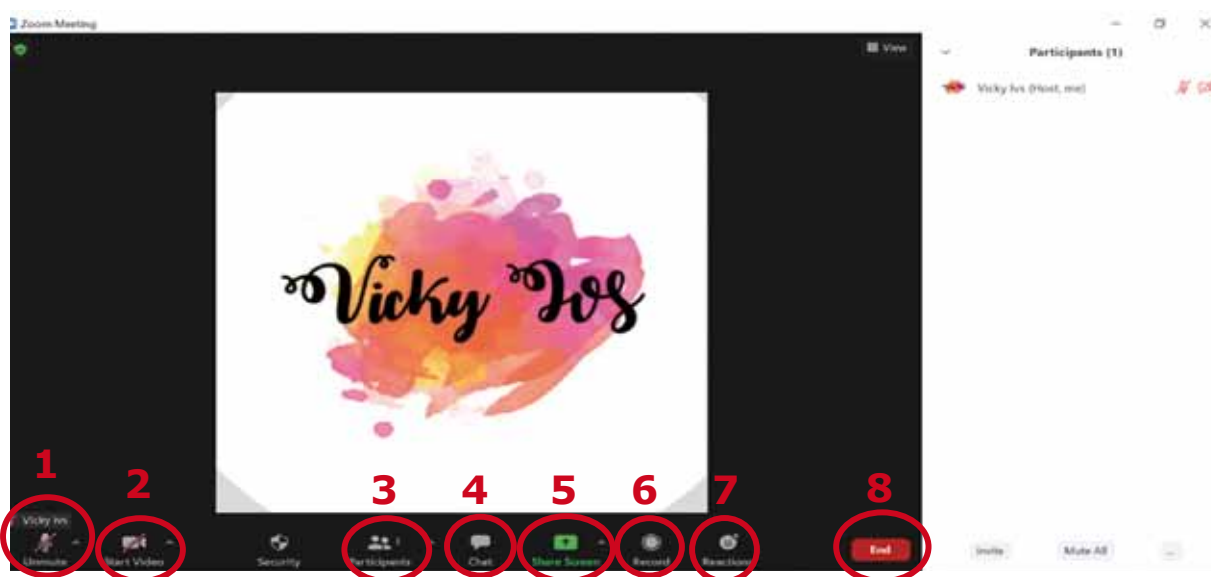 Zoom Meeting
View
Participants (1)
Vicky Ivs (Host, me)
Vicky Ivs
1
2
3
4
5
6
7
8
Vicky Ivs
Unmute
Start Video
Security
1
Participants
Chat
Share Screen
Record
Reactions
End
Invite
Mute All
...